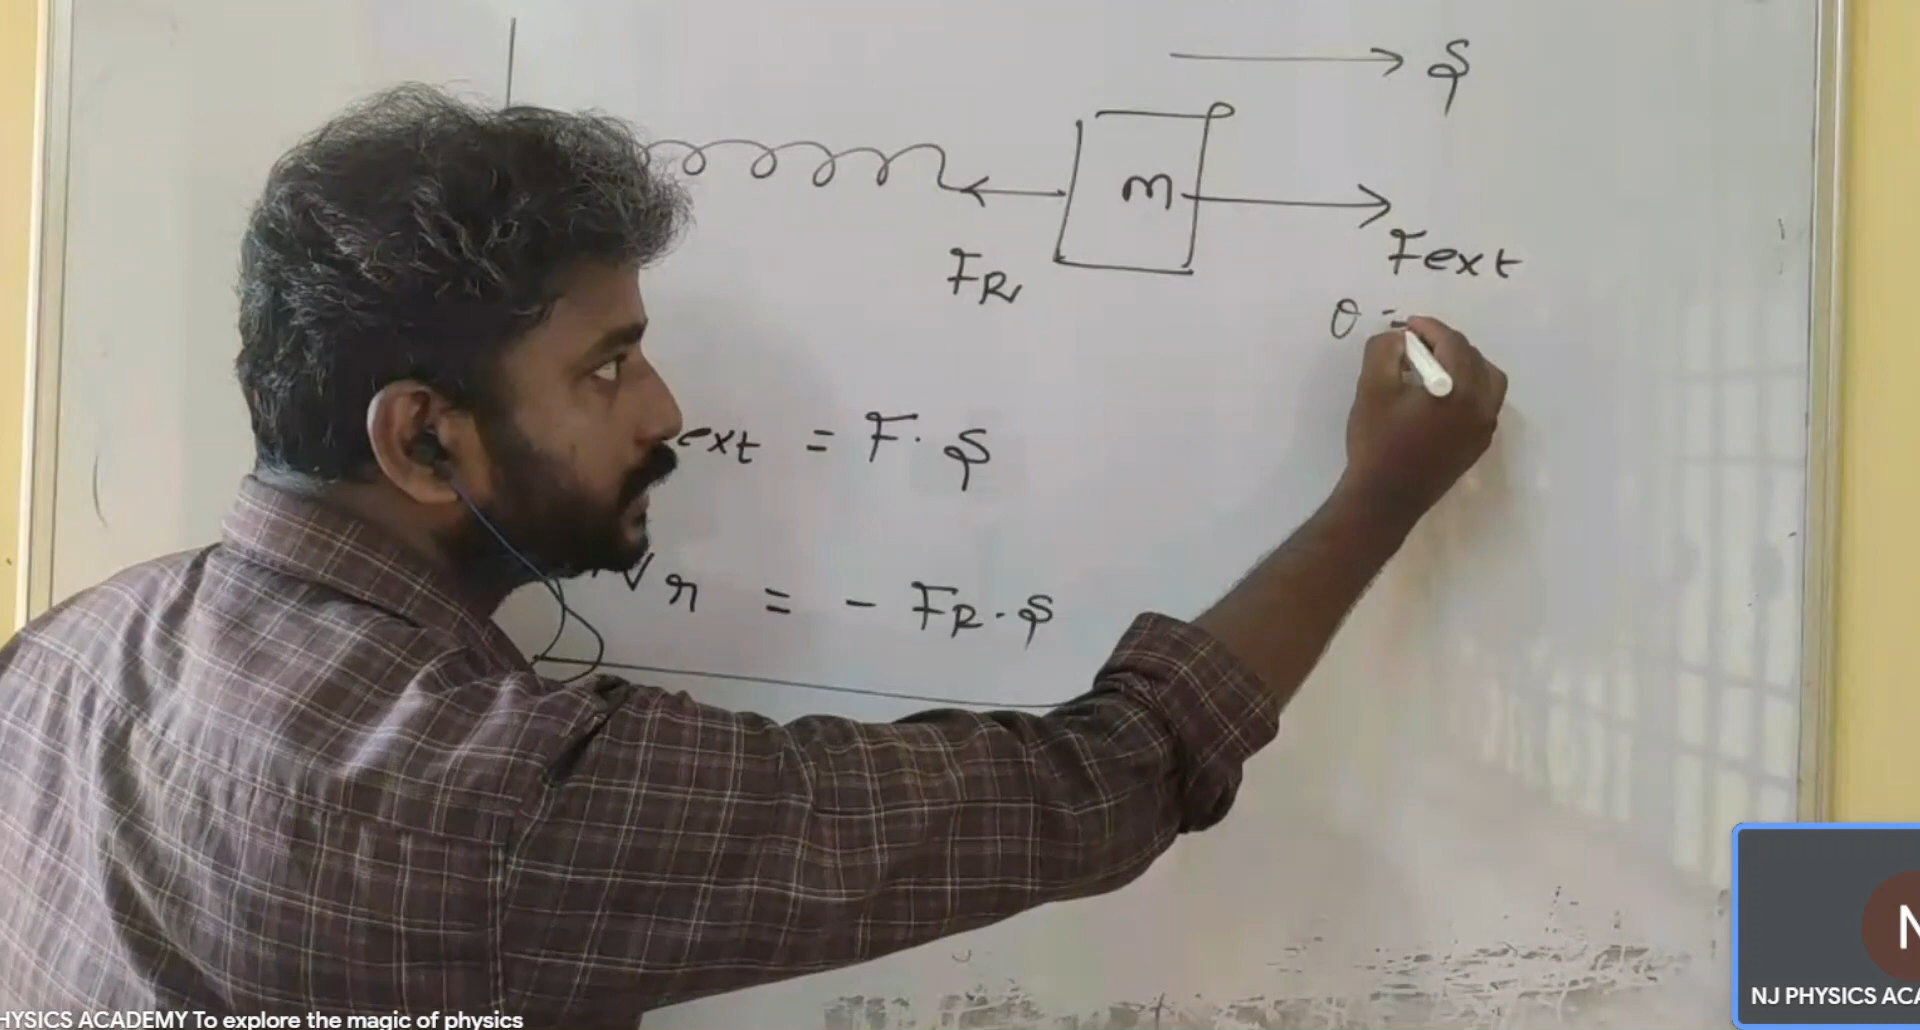 S
m
FR
Fext
θ =
ext = F. S
Wr = - FR. S
N
NJ PHYSICS ACA
HYSICS ACADEMY To explore the magic of physics